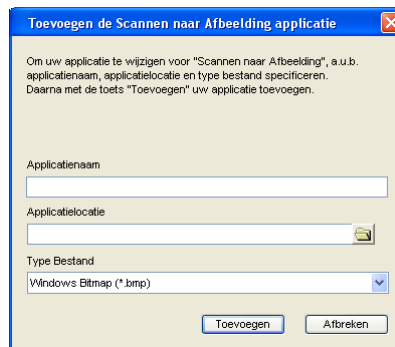 Toevoegen de Scannen naar Afbeelding applicatie
Om uw applicatie te wijzigen voor "Scannen naar Afbeelding", a.u.b.
applicatienaam, applicatielocatie en type bestand specificeren.
Daarna met de toets "Toevoegen" uw applicatie toevoegen.
Applicatienaam
Applicatielocatie
Type Bestand
Windows Bitmap (*.bmp)
Toevoegen Afbreken